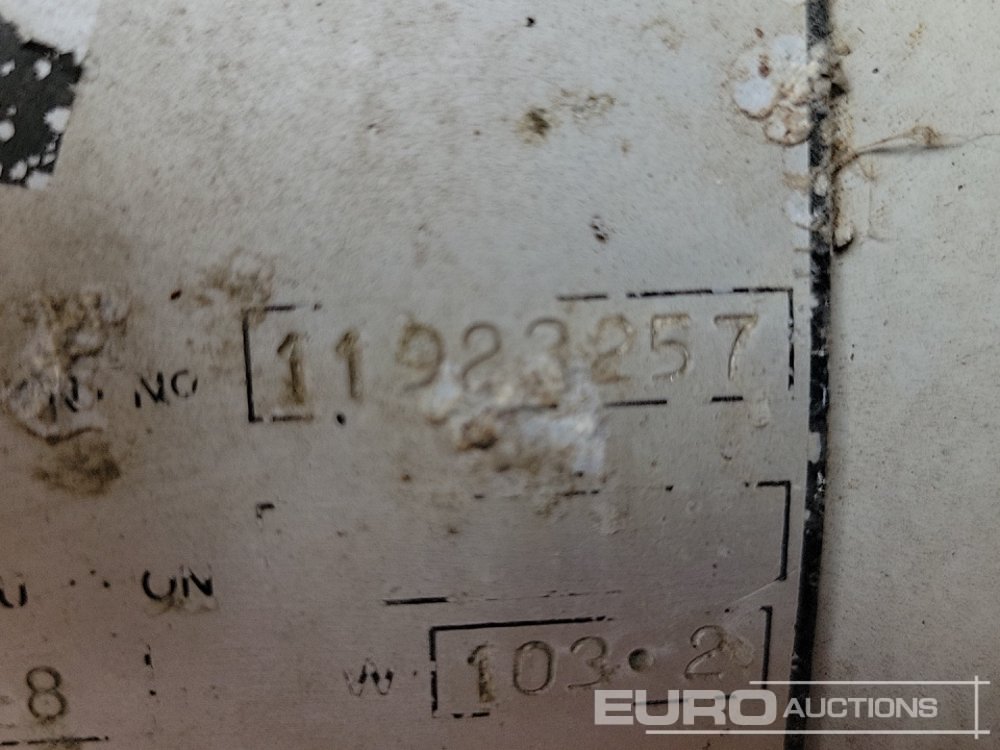 NO 11923257
ON
W 103.2
8
EURO AUCTIONS